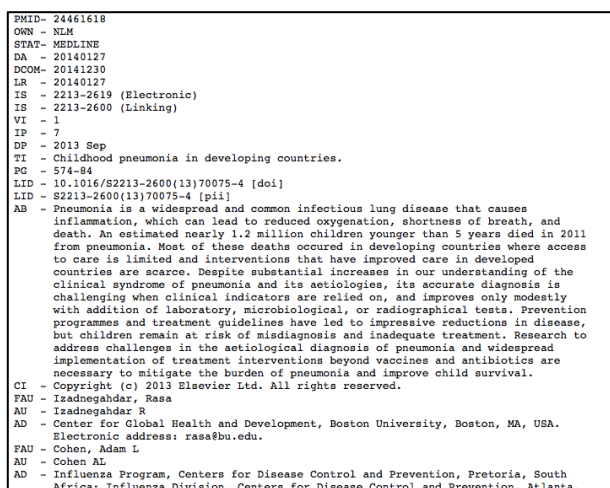 PMID- 24461618
OWN - NLM
STAT- MEDLINE
DA  - 20140127
DCOM- 20141230
LR  - 20140127
IS  - 2213-2619 (Electronic)
IS  - 2213-2600 (Linking)
VI  - 1
IP  - 7
DP  - 2013 Sep
TI  - Childhood pneumonia in developing countries.
PG  - 574-84
LID - 10.1016/S2213-2600(13)70075-4 [doi]
LID - S2213-2600(13)70075-4 [pii]
AB  - Pneumonia is a widespread and common infectious lung disease that causes
inflammation, which can lead to reduced oxygenation, shortness of breath, and
death. An estimated nearly 1.2 million children younger than 5 years died in 2011
from pneumonia. Most of these deaths occured in developing countries where access
to care is limited and interventions that have improved care in developed
countries are scarce. Despite substantial increases in our understanding of the
clinical syndrome of pneumonia and its aetiologies, its accurate diagnosis is
challenging when clinical indicators are relied on, and improves only modestly
with addition of laboratory, microbiological, or radiographical tests. Prevention
programmes and treatment guidelines have led to impressive reductions in disease,
but children remain at risk of misdiagnosis and inadequate treatment. Research to
address challenges in the aetiological diagnosis of pneumonia and widespread
implementation of treatment interventions beyond vaccines and antibiotics are
necessary to mitigate the burden of pneumonia and improve child survival.
CI  - Copyright (c) 2013 Elsevier Ltd. All rights reserved.
FAU - Izadnegahdar, Rasa
AU  - Izadnegahdar R
AD  - Center for Global Health and Development, Boston University, Boston, MA, USA.
Electronic address: rasa@bu.edu.
FAU - Cohen, Adam L
AU  - Cohen AL
AD  - Influenza Program, Centers for Disease Control and Prevention, Pretoria, South
Africa; Influenza Division, Centers for Disease Control and Prevention, Atlanta,